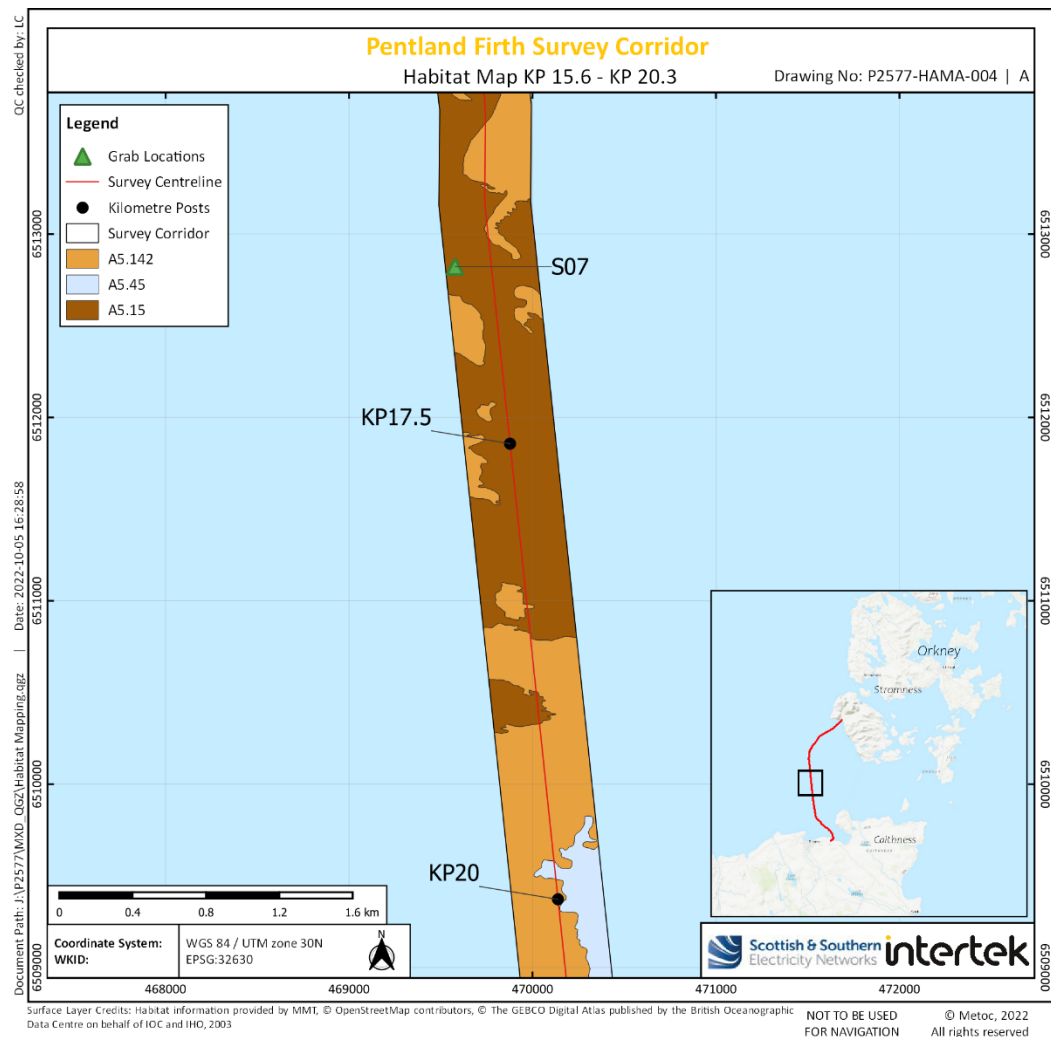 QC checked by: LC
Date: 2022-10-05 16:28:58
Document Path: J:\P2577\MXD_QGZ\Habitat Mapping.qgz
Pentland Firth Survey Corridor
Habitat Map KP 15.6 - KP 20.3
Drawing No: P2577-HAMA-004 | A
Legend
Grab Locations
Survey Centreline
Kilometre Posts
Survey Corridor
A5.142
A5.45
A5.15
6513000
6513000
S07
6512000
KP17.5
6512000
6511000
6511000
Orkney
Stromness
6510000
6510000
Caithness
KP20
0 0.4 0.8 1.2 1.6 km
Coordinate System: WGS 84 / UTM zone 30N
WKID: EPSG:32630
N
Scottish & Southern
Electricity Networks
intertek
6509000
6509000
468000 469000 470000 471000 472000
Surface Layer Credits: Habitat information provided by MMT, © OpenStreetMap contributors, © The GEBCO Digital Atlas published by the British Oceanographic
Data Centre on behalf of IOC and IHO, 2003
NOT TO BE USED
FOR NAVIGATION
© Metoc, 2022
All rights reserved